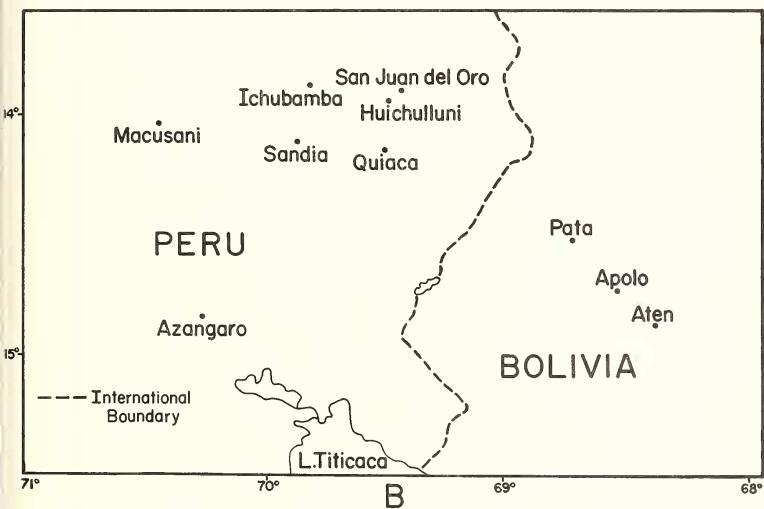 San Juan del Oro
Ichubamba
Huichulluni
14°
Macusani
Sandia
Quiaca
PERU
Pata
Apolo
Azangaro
Aten
15°
BOLIVIA
International
Boundary
L.Titicaca
71°
70°
69°
68°
B